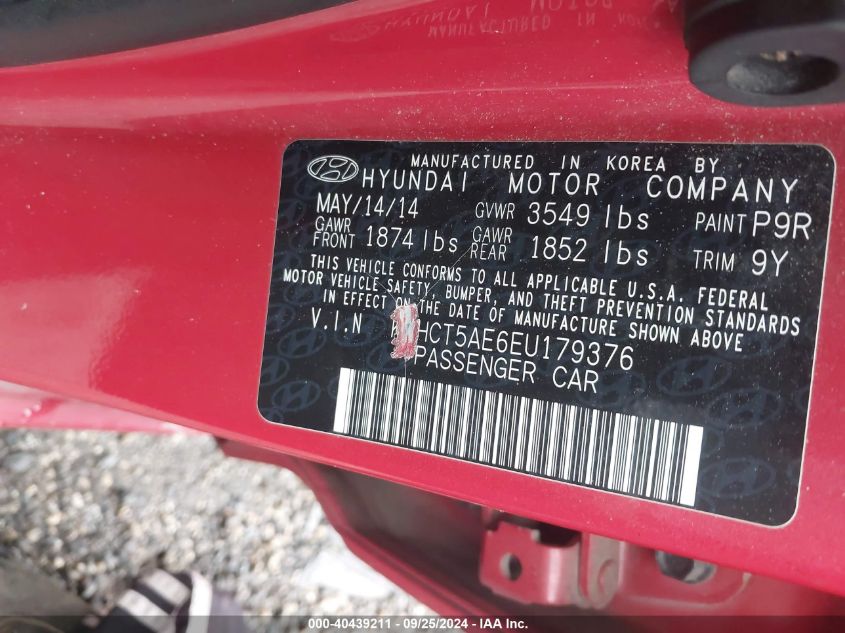 MANUFACTURED IN KOREA BY
HYUNDAI MOTOR COMPANY
MAY/14/14 GVWR 3549 lbs PAINT P9R
GAWR FRONT 1874 lbs GAWR REAR 1852 lbs TRIM 9Y
THIS VEHICLE CONFORMS TO ALL APPLICABLE U.S.A. FEDERAL
MOTOR VEHICLE SAFETY, BUMPER, AND THEFT PREVENTION STANDARDS
IN EFFECT ON THE DATE OF MANUFACTURE SHOWN ABOVE
V.I.N HCT5AE6EU179376
PASSENGER CAR
000-40439211 - 09/25/2024 - IAA Inc.